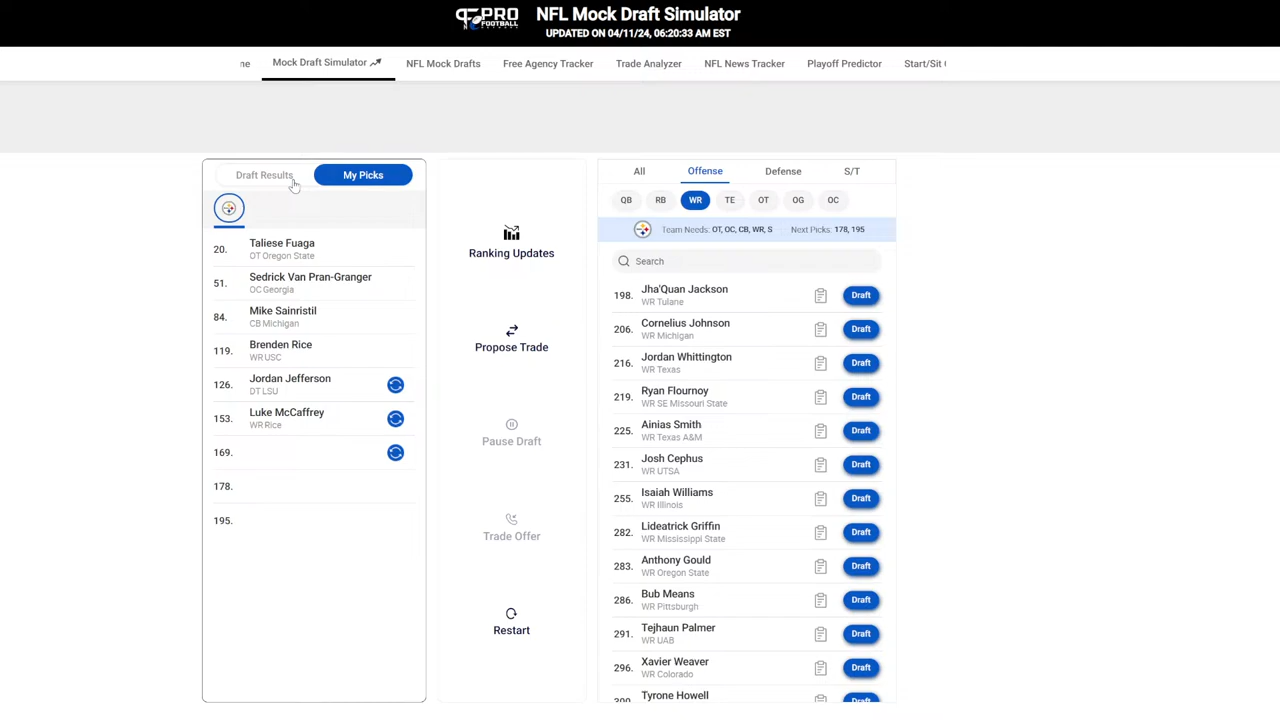 PRO
FOOTBALL
NETWORK
NFL Mock Draft Simulator
UPDATED ON 04/11/24, 06:20:33 AM EST
ne
Mock Draft Simulator
NFL Mock Drafts
Free Agency Tracker
Trade Analyzer
NFL News Tracker
Playoff Predictor
Start/Sit
Draft Results
My Picks
20.
Taliese Fuaga
OT Oregon State
51.
Sedrick Van Pran-Granger
OC Georgia
84.
Mike Sainristil
CB Michigan
119.
Brenden Rice
WR USC
126.
Jordan Jefferson
DT LSU
153.
Luke McCaffrey
WR Rice
169.
178.
195.
Ranking Updates
Propose Trade
Pause Draft
Trade Offer
Restart
All
Offense
Defense
S/T
QB
RB
WR
TE
OT
OG
OC
Team Needs: OT, OC, CB, WR, S
Next Picks: 178, 195
Search
198.
Jha'Quan Jackson
WR Tulane
Draft
206.
Cornelius Johnson
WR Michigan
Draft
216.
Jordan Whittington
WR Texas
Draft
219.
Ryan Flournoy
WR SE Missouri State
Draft
225.
Ainias Smith
WR Texas A&M
Draft
231.
Josh Cephus
WR UTSA
Draft
255.
Isaiah Williams
WR Illinois
Draft
282.
Lideatrick Griffin
WR Mississippi State
Draft
283.
Anthony Gould
WR Oregon State
Draft
286.
Bub Means
WR Pittsburgh
Draft
291.
Tejhaun Palmer
WR UAB
Draft
296.
Xavier Weaver
WR Colorado
Draft
Tyrone Howell
Draft